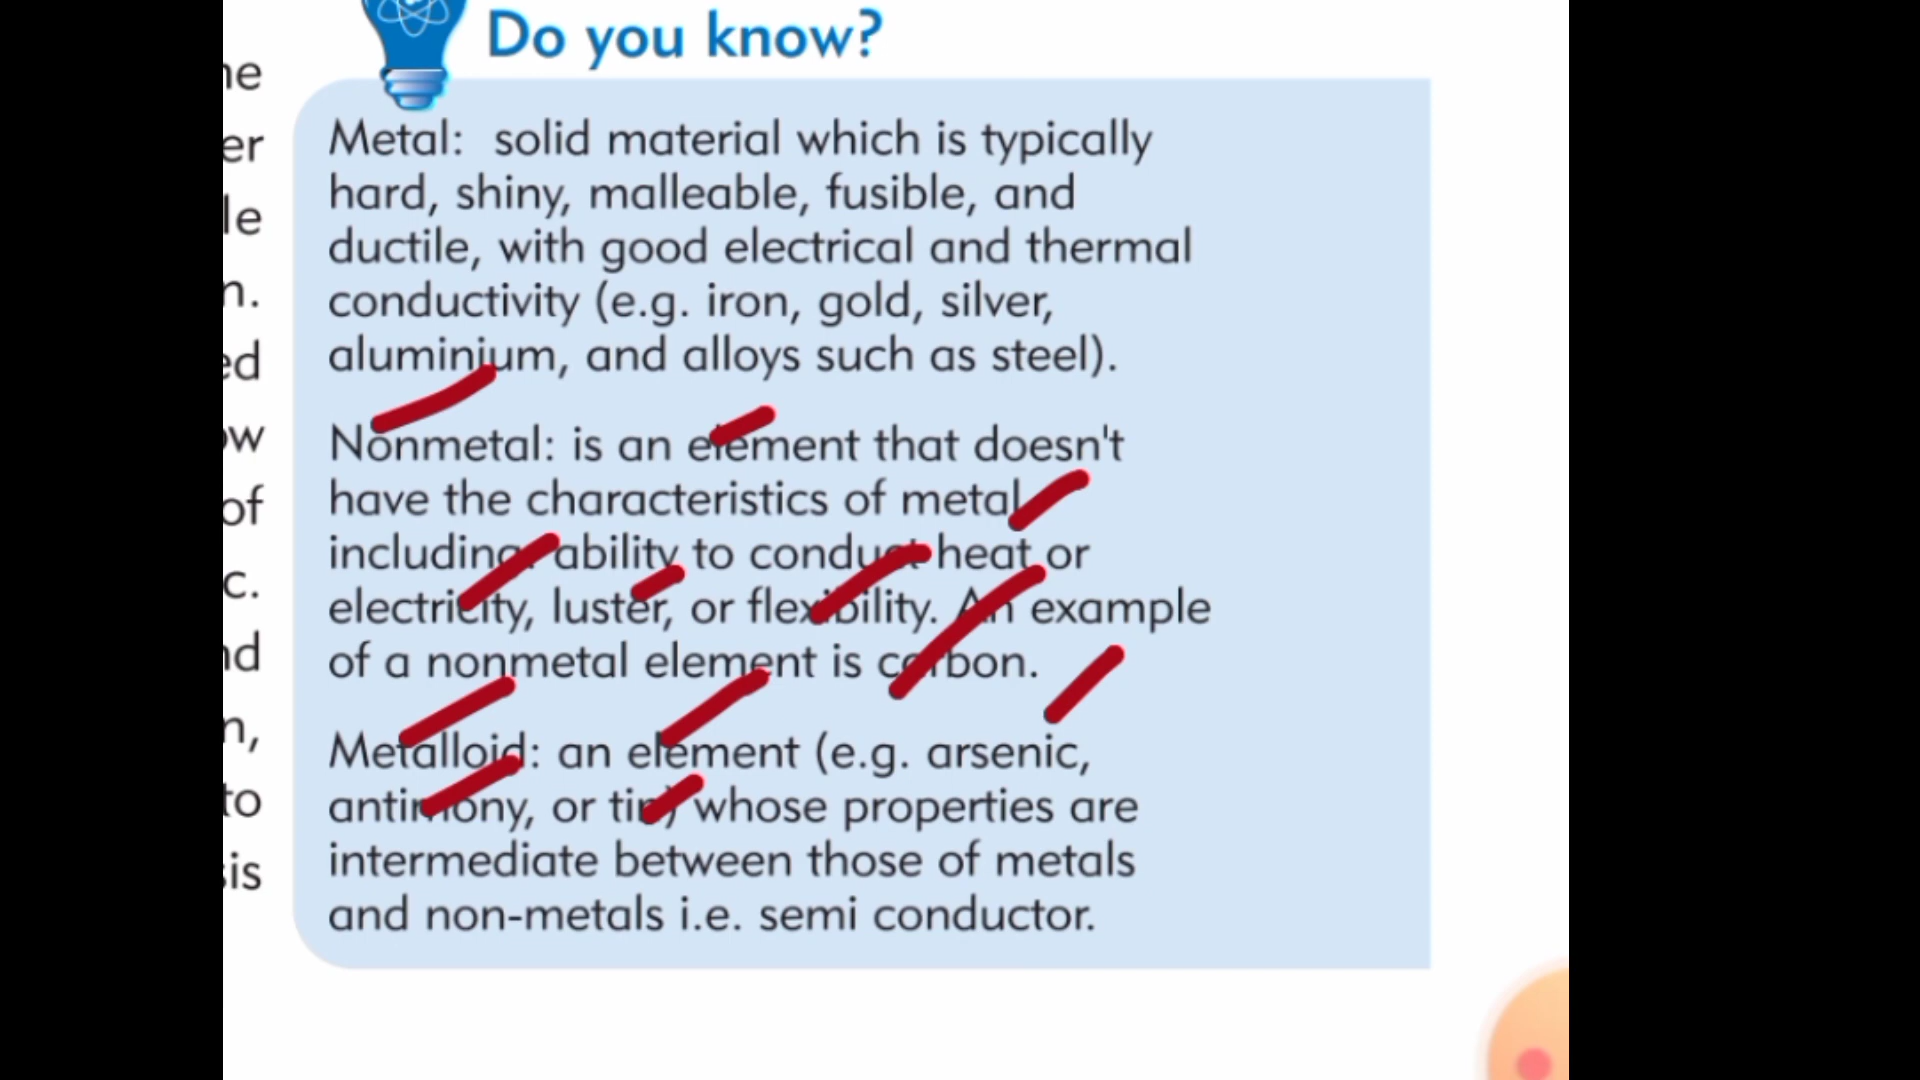 Do you know?
Metal: solid material which is typically
hard, shiny, malleable, fusible, and
ductile, with good electrical and thermal
conductivity (e.g. iron, gold, silver,
aluminium, and alloys such as steel).
Nonmetal: is an element that doesn't
have the characteristics of metal
including ability to conduct heat or
electricity, luster, or flexibility. An example
of a nonmetal element is carbon.
Metalloid: an element (e.g. arsenic,
antimony, or tin) whose properties are
intermediate between those of metals
and non-metals i.e. semi conductor.